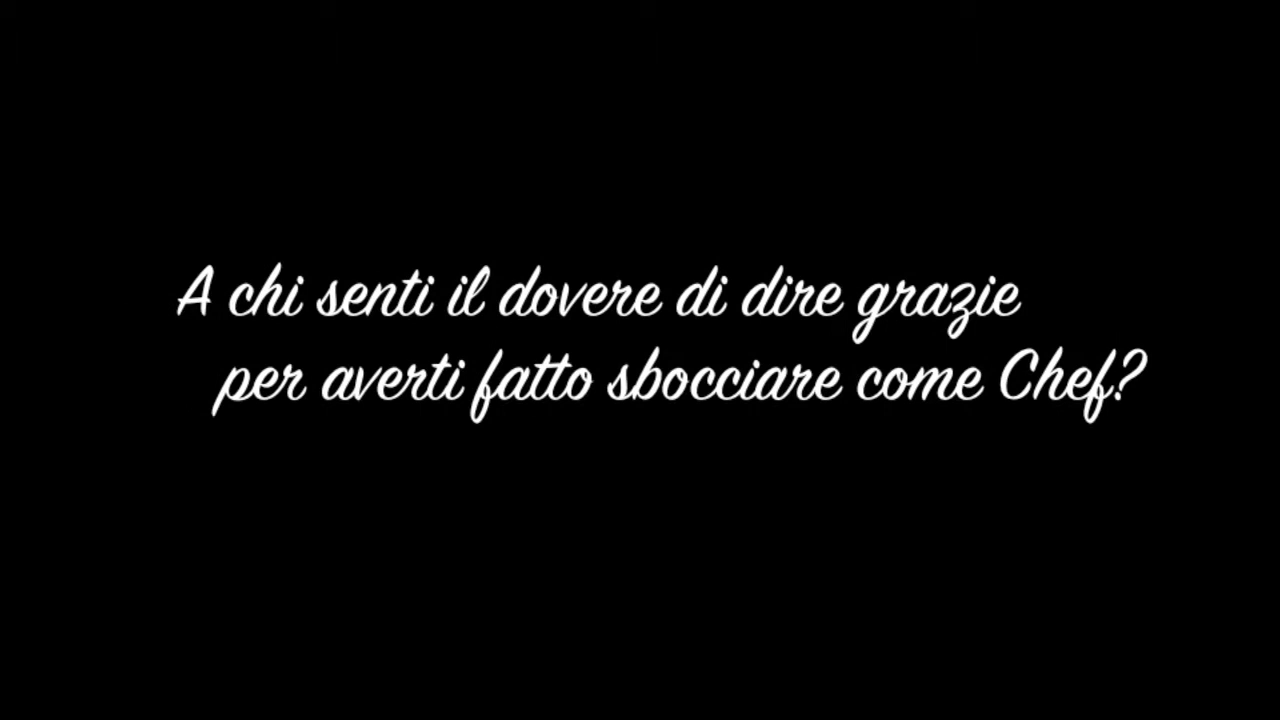 A chi senti il dovere di dire grazie
per averti fatto sbocciare come Chef?